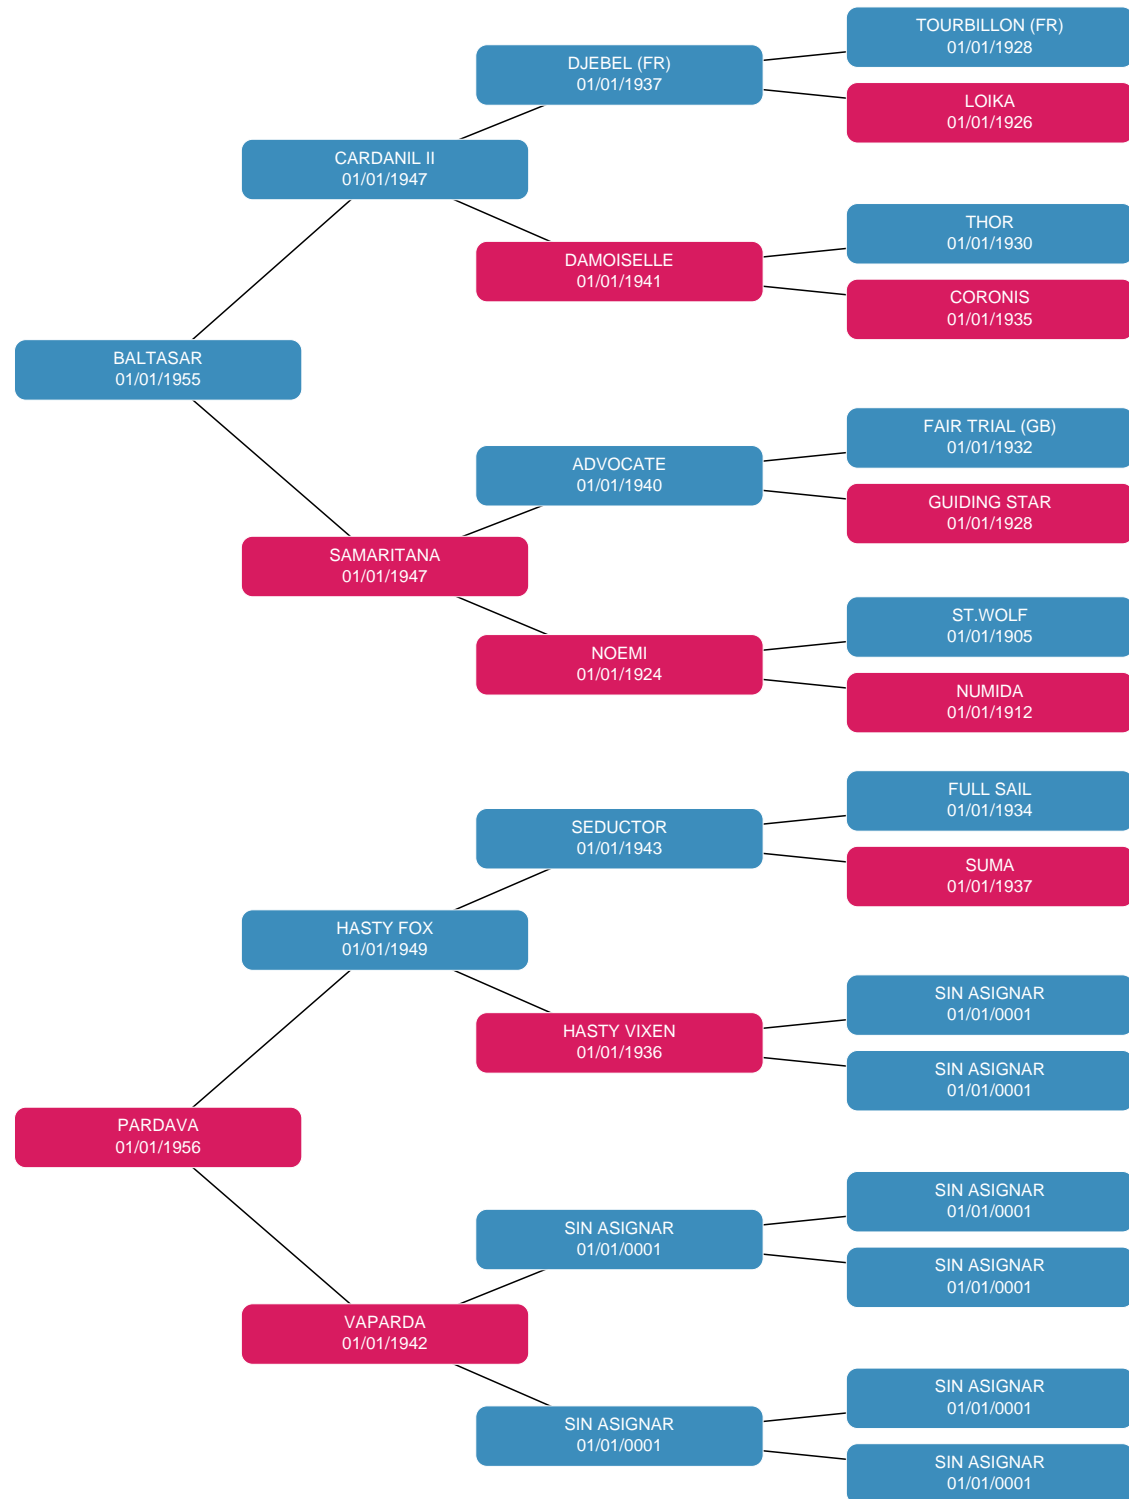 TOURBILLON (FR)
01/01/1928
DJEBEL (FR)
01/01/1937
LOIKA
01/01/1926
CARDANIL II
01/01/1947
THOR
01/01/1930
DAMOISELLE
01/01/1941
CORONIS
01/01/1935
BALTASAR
01/01/1955
FAIR TRIAL (GB)
01/01/1932
ADVOCATE
01/01/1940
GUIDING STAR
01/01/1928
SAMARITANA
01/01/1947
ST.WOLF
01/01/1905
NOEMI
01/01/1924
NUMIDA
01/01/1912
FULL SAIL
01/01/1934
SEDUCTOR
01/01/1943
SUMA
01/01/1937
HASTY FOX
01/01/1949
SIN ASIGNAR
01/01/0001
HASTY VIXEN
01/01/1936
SIN ASIGNAR
01/01/0001
PARDAVA
01/01/1956
SIN ASIGNAR
01/01/0001
SIN ASIGNAR
01/01/0001
SIN ASIGNAR
01/01/0001
VAPARDA
01/01/1942
SIN ASIGNAR
01/01/0001
SIN ASIGNAR
01/01/0001
SIN ASIGNAR
01/01/0001